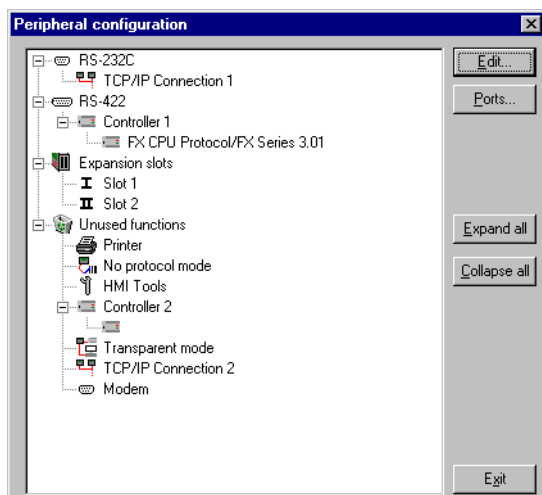 Peripheral configuration
RS-232C
TCP/IP Connection 1
RS-422
Controller 1
FX CPU Protocol/FX Series 3.01
Expansion slots
I Slot 1
II Slot 2
Unused functions
Printer
No protocol mode
HMI Tools
Controller 2
Transparent mode
TCP/IP Connection 2
Modem
Edit...
Ports...
Expand all
Collapse all
Exit